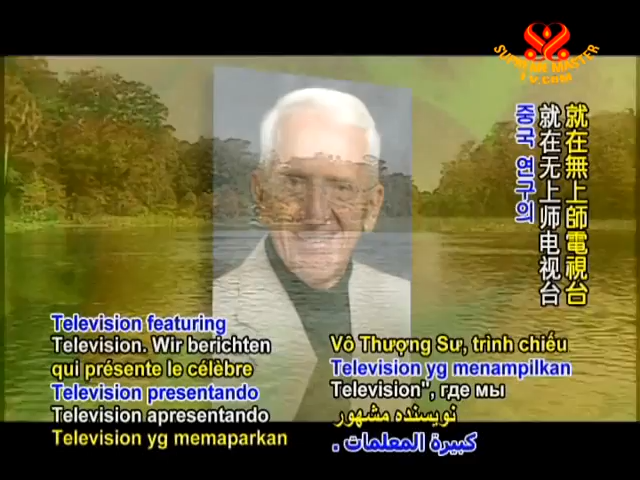 SUPREME MASTER
TV.COM
就在無上師電視台
就在无上师电视台
중국 연구의
Television featuring
Television. Wir berichten
qui présente le célèbre
Television presentando
Television apresentando
Television yg memaparkan
Vô Thượng Sư, trình chiếu
Television yg menampilkan
Television", где мы
نویسنده مشهور
كبيرة المعلمات .